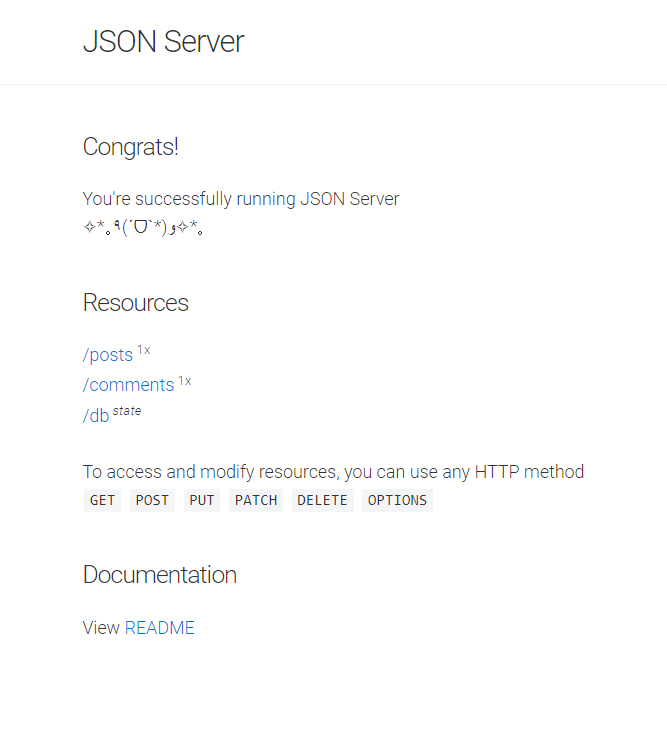 JSON Server
Congrats!
You're successfully running JSON Server
✧*｡٩(ˊᗜˋ*)و✧*｡
Resources
/posts 1x
/comments 1x
/db state
To access and modify resources, you can use any HTTP method
GET POST PUT PATCH DELETE OPTIONS
Documentation
View README